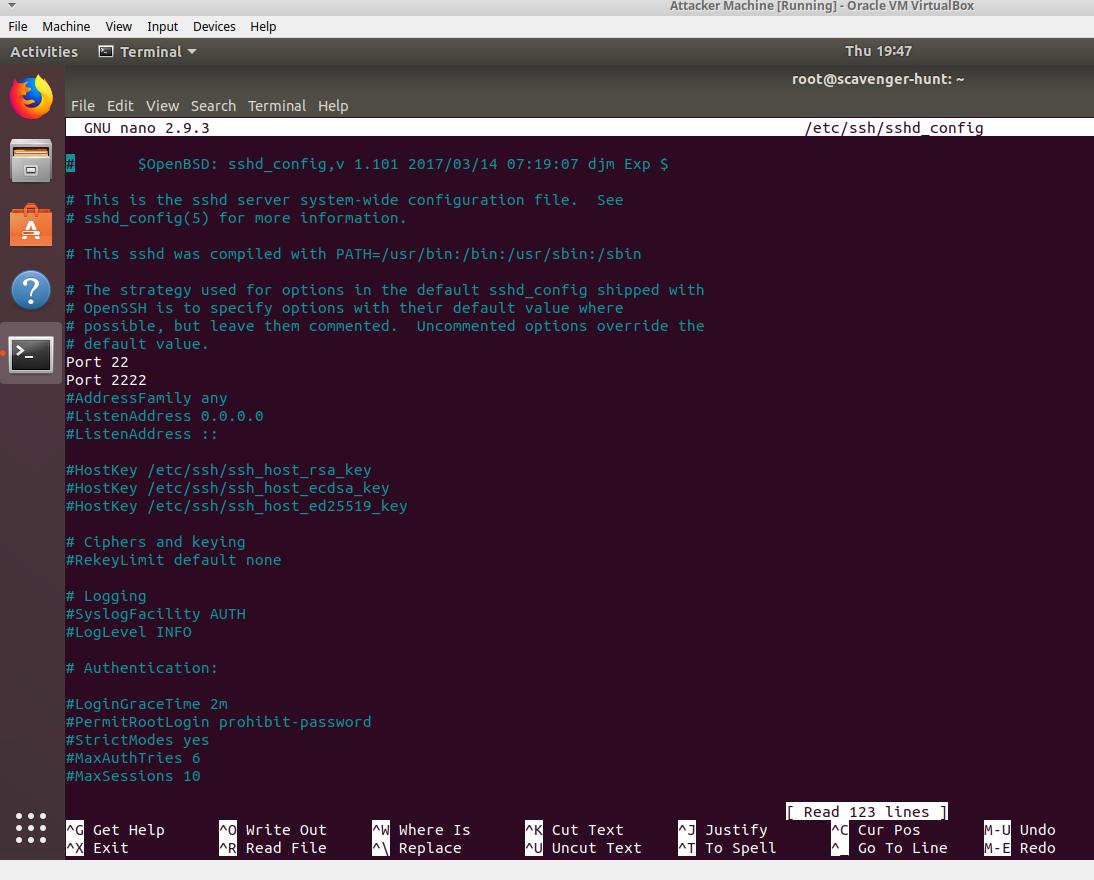 Attacker Machine [Running] - Oracle VM VirtualBox
File Machine View Input Devices Help
Activities Terminal Thu 19:47
root@scavenger-hunt: ~
File Edit View Search Terminal Help
GNU nano 2.9.3 /etc/ssh/sshd_config
# $OpenBSD: sshd_config,v 1.101 2017/03/14 07:19:07 djm Exp $
# This is the sshd server system-wide configuration file.  See
# sshd_config(5) for more information.
# This sshd was compiled with PATH=/usr/bin:/bin:/usr/sbin:/sbin
# The strategy used for options in the default sshd_config shipped with
# OpenSSH is to specify options with their default value where
# possible, but leave them commented.  Uncommented options override the
# default value.
Port 22
Port 2222
#AddressFamily any
#ListenAddress 0.0.0.0
#ListenAddress ::
#HostKey /etc/ssh/ssh_host_rsa_key
#HostKey /etc/ssh/ssh_host_ecdsa_key
#HostKey /etc/ssh/ssh_host_ed25519_key
# Ciphers and keying
#RekeyLimit default none
# Logging
#SyslogFacility AUTH
#LogLevel INFO
# Authentication:
#LoginGraceTime 2m
#PermitRootLogin prohibit-password
#StrictModes yes
#MaxAuthTries 6
#MaxSessions 10
[ Read 123 lines ]
^G Get Help ^O Write Out ^W Where Is ^K Cut Text ^J Justify ^C Cur Pos M-U Undo
^X Exit ^R Read File ^\ Replace ^U Uncut Text ^T To Spell ^_ Go To Line M-E Redo